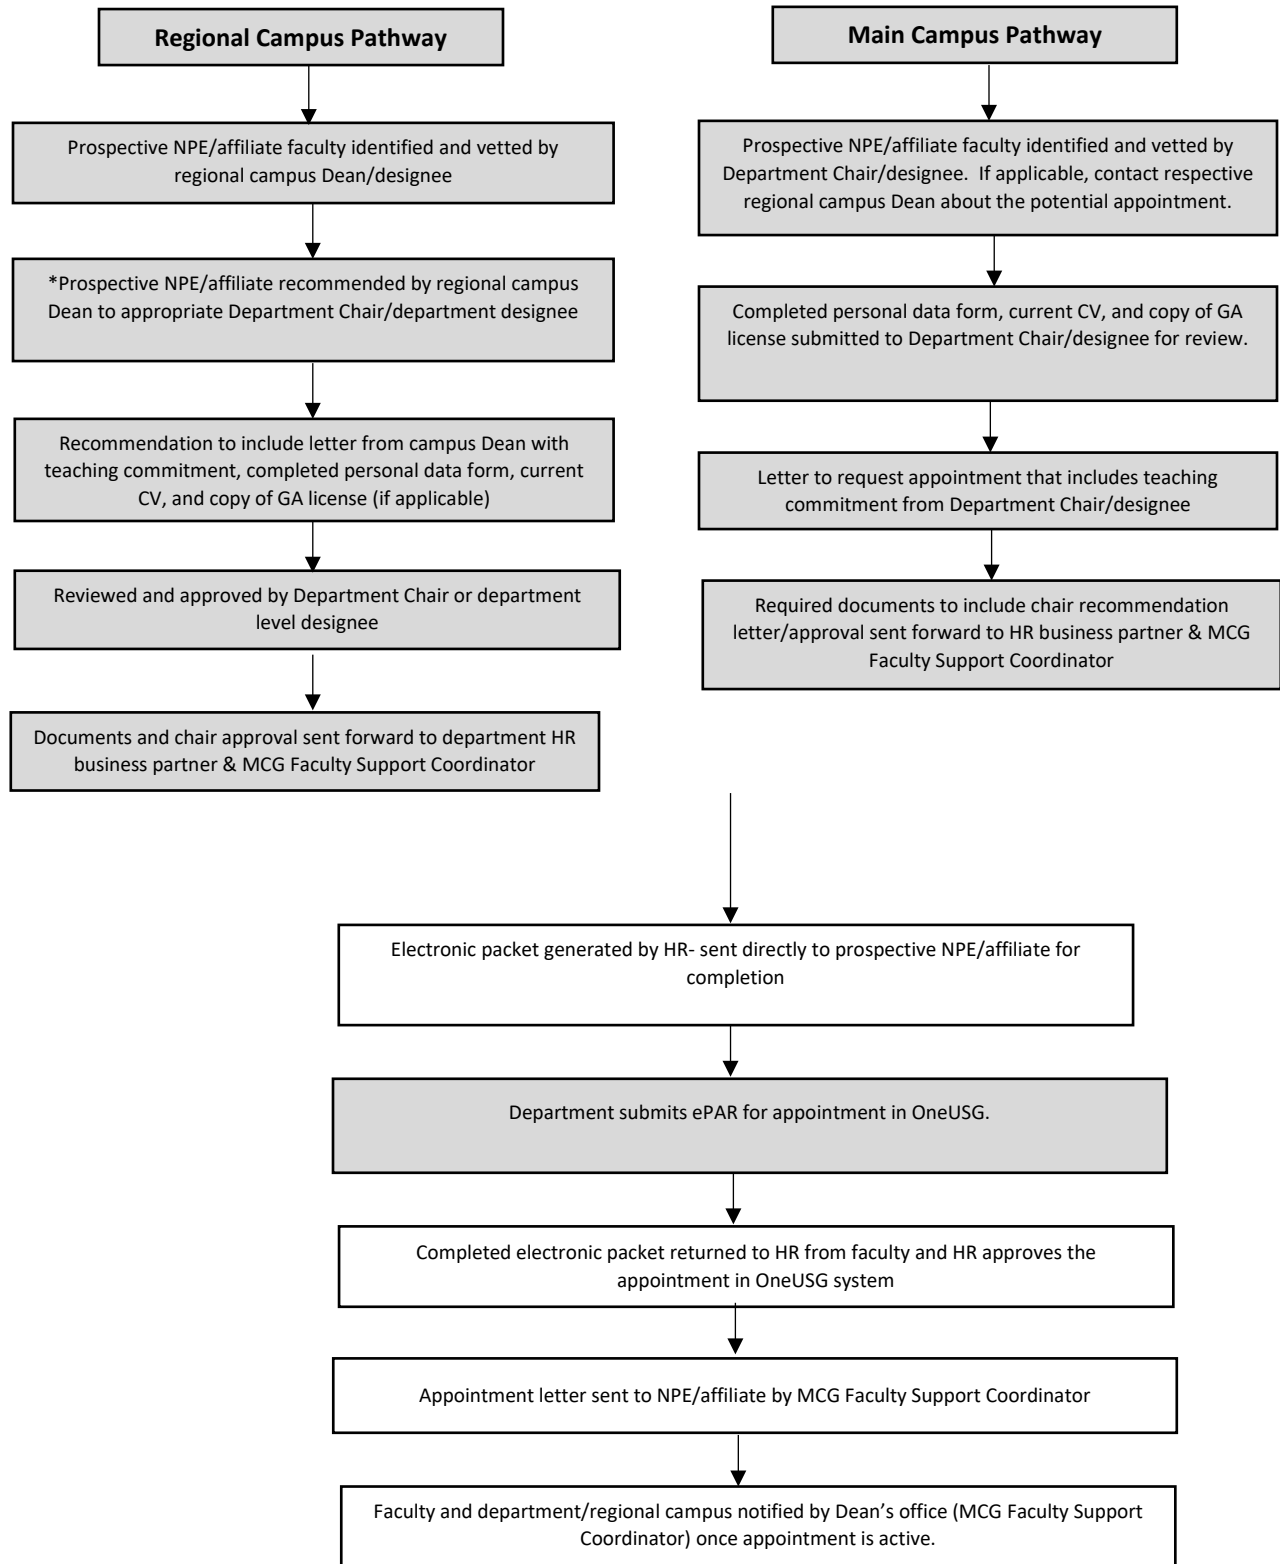 Regional Campus Pathway
Prospective NPE/affiliate faculty identified and vetted by
regional campus Dean/designee
*Prospective NPE/affiliate recommended by regional campus
Dean to appropriate Department Chair/department designee
Recommendation to include letter from campus Dean with
teaching commitment, completed personal data form, current
CV, and copy of GA license (if applicable)
Reviewed and approved by Department Chair or department
level designee
Documents and chair approval sent forward to department HR
business partner & MCG Faculty Support Coordinator
Main Campus Pathway
Prospective NPE/affiliate faculty identified and vetted by
Department Chair/designee.  If applicable, contact respective
regional campus Dean about the potential appointment.
Completed personal data form, current CV, and copy of GA
license submitted to Department Chair/designee for review.
Letter to request appointment that includes teaching
commitment from Department Chair/designee
Required documents to include chair recommendation
letter/approval sent forward to HR business partner & MCG
Faculty Support Coordinator
Electronic packet generated by HR- sent directly to prospective NPE/affiliate for
completion
Department submits ePAR for appointment in OneUSG.
Completed electronic packet returned to HR from faculty and HR approves the
appointment in OneUSG system
Appointment letter sent to NPE/affiliate by MCG Faculty Support Coordinator
Faculty and department/regional campus notified by Dean’s office (MCG Faculty Support
Coordinator) once appointment is active.